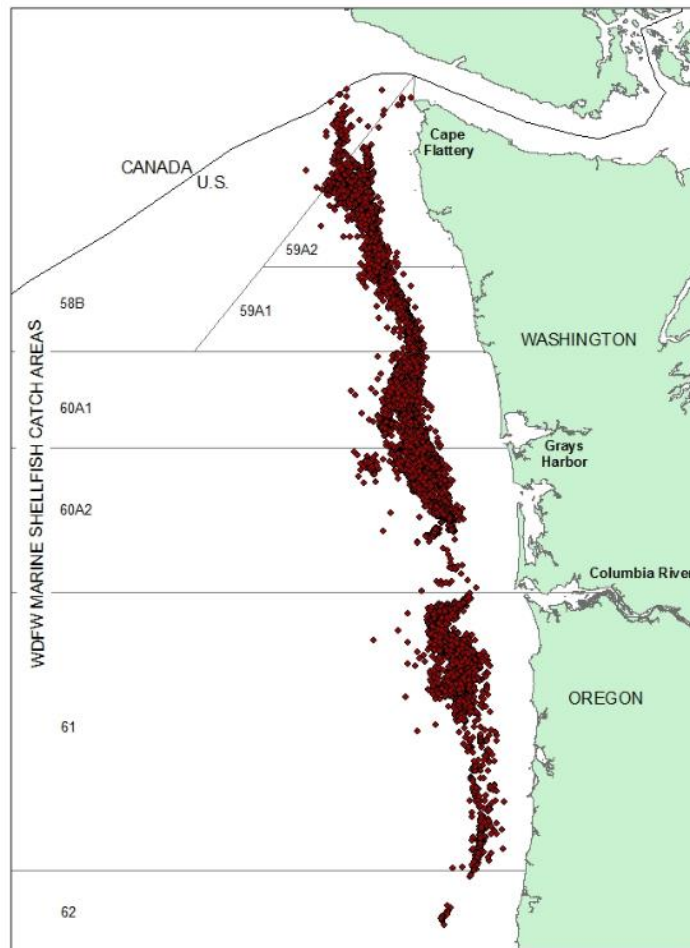 Cape
Flattery
CANADA
U.S.
59A2
58B
59A1
WASHINGTON
60A1
Grays
Harbor
60A2
Columbia River
WDFW MARINE SHELLFISH CATCH AREAS
OREGON
61
62